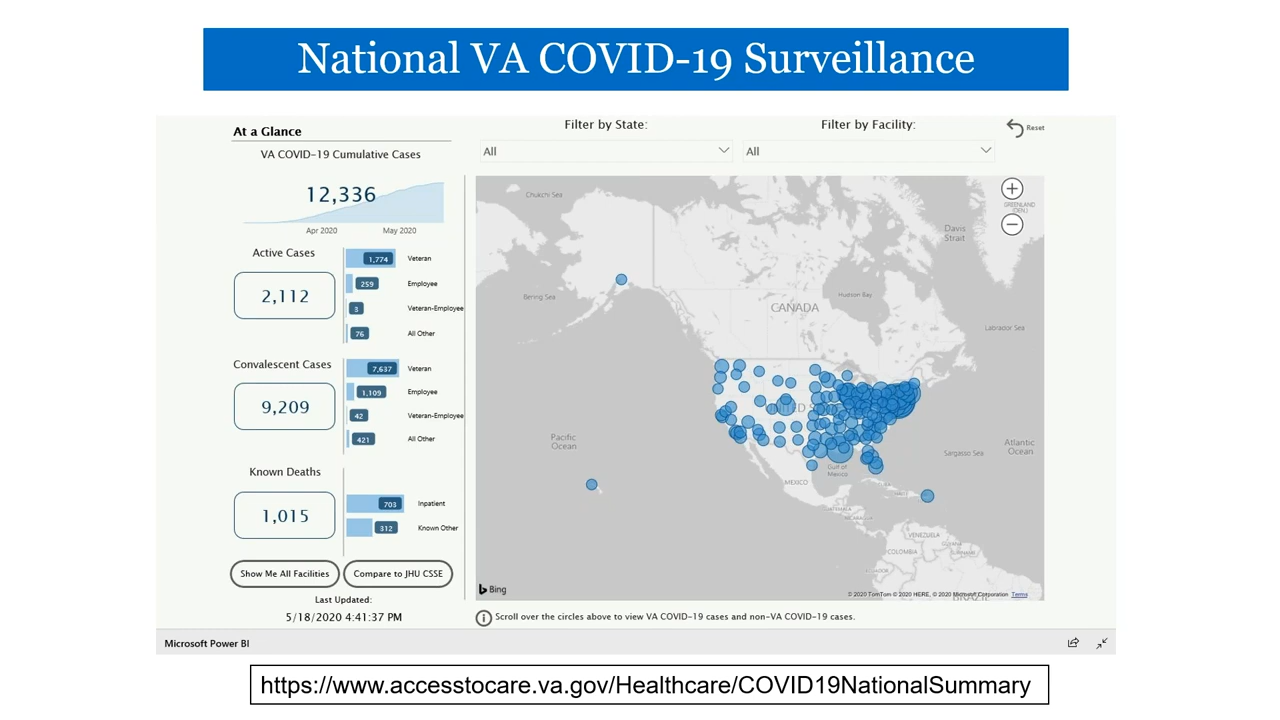 National VA COVID-19 Surveillance
At a Glance
VA COVID-19 Cumulative Cases
12,336
Apr 2020
May 2020
Active Cases
2,112
1,774 Veteran
259 Employee
3 Veteran-Employee
76 All Other
Convalescent Cases
9,209
7,637 Veteran
1,109 Employee
42 Veteran-Employee
421 All Other
Known Deaths
1,015
703 Inpatient
312 Known Other
Show Me All Facilities
Compare to JHU CSSE
Last Updated:
5/18/2020 4:41:37 PM
Filter by State:
All
Filter by Facility:
All
Reset
Chukchi Sea
GREENLAND
(DEN.)
Davis
Strait
Bering Sea
Hudson Bay
CANADA
Labrador Sea
Pacific
Ocean
Atlantic
Ocean
Sargasso Sea
Gulf of
Mexico
MEXICO
GUATEMALA
NICARAGUA
VENEZUELA
GUYANA
COLOMBIA
SURINAME
ECUADOR
Bing
© 2020 TomTom © 2020 HERE, © 2020 Microsoft Corporation Terms
Scroll over the circles above to view VA COVID-19 cases and non-VA COVID-19 cases.
Microsoft Power BI
https://www.accesstocare.va.gov/Healthcare/COVID19NationalSummary